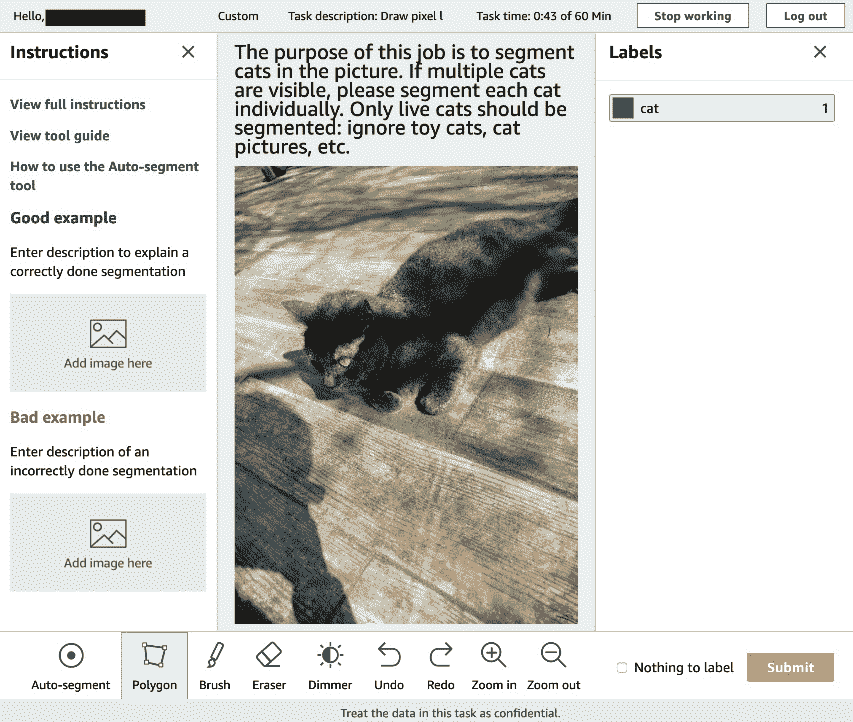 Hello,
Custom
Task description: Draw pixel l
Task time: 0:43 of 60 Min
Stop working
Log out
Instructions
View full instructions
View tool guide
How to use the Auto-segment
tool
Good example
Enter description to explain a
correctly done segmentation
Add image here
Bad example
Enter description of an
incorrectly done segmentation
Add image here
The purpose of this job is to segment
cats in the picture. If multiple cats
are visible, please segment each cat
individually. Only live cats should be
segmented: ignore toy cats, cat
pictures, etc.
Labels
cat 1
Auto-segment
Polygon
Brush
Eraser
Dimmer
Undo
Redo
Zoom in
Zoom out
Nothing to label
Submit
Treat the data in this task as confidential.